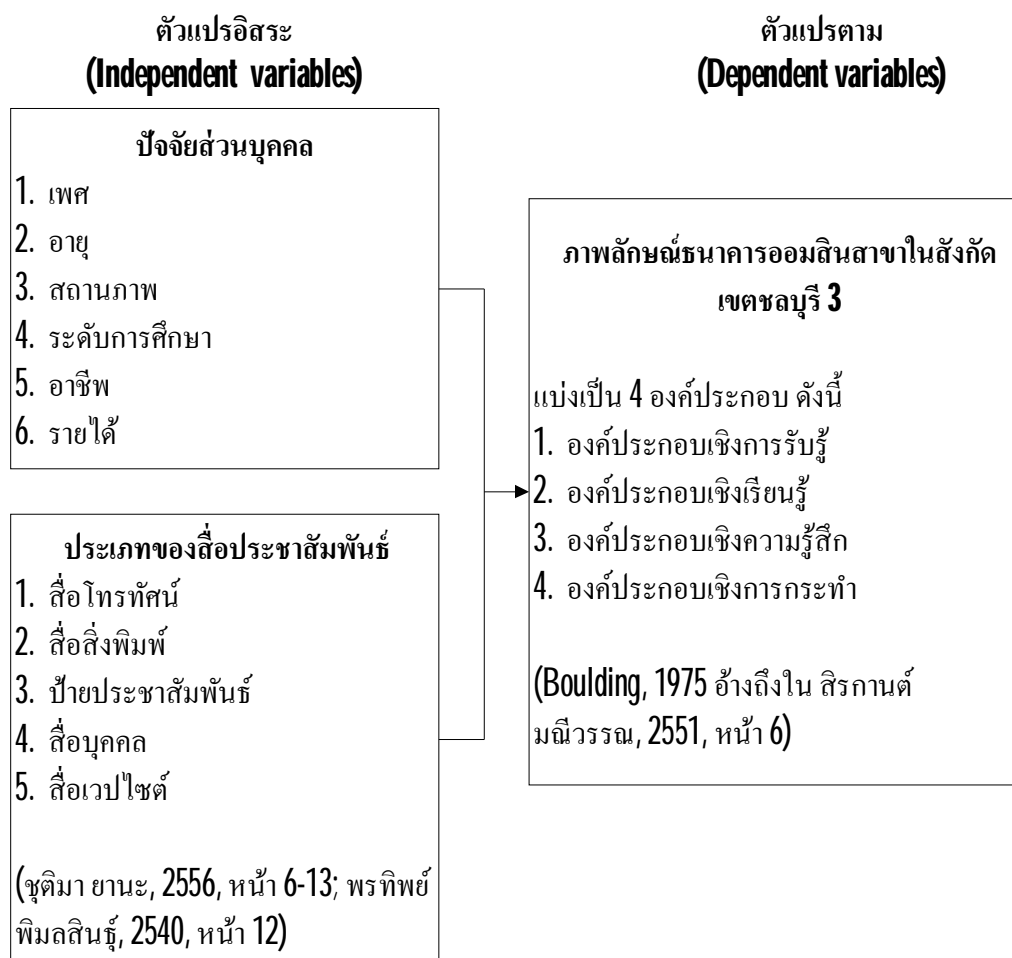 ตัวแปรอิสระ
(Independent variables)
ปัจจัยส่วนบุคคล
1. เพศ
2. อายุ
3. สถานภาพ
4. ระดับการศึกษา
5. อาชีพ
6. รายได้
ประเภทของสื่อประชาสัมพันธ์
1. สื่อโทรทัศน์
2. สื่อสิ่งพิมพ์
3. ป้ายประชาสัมพันธ์
4. สื่อบุคคล
5. สื่อเวปไซต์
(ชุติมา ยานะ, 2556, หน้า 6-13; พรทิพย์
พิมลสินธุ์, 2540, หน้า 12)
ตัวแปรตาม
(Dependent variables)
ภาพลักษณ์ธนาคารออมสินสาขาในสังกัด
เขตชลบุรี 3
แบ่งเป็น 4 องค์ประกอบ ดังนี้
1. องค์ประกอบเชิงการรับรู้
2. องค์ประกอบเชิงเรียนรู้
3. องค์ประกอบเชิงความรู้สึก
4. องค์ประกอบเชิงการกระทำ
(Boulding, 1975 อ้างถึงใน สิรกานต์
มณีวรรณ, 2551, หน้า 6)